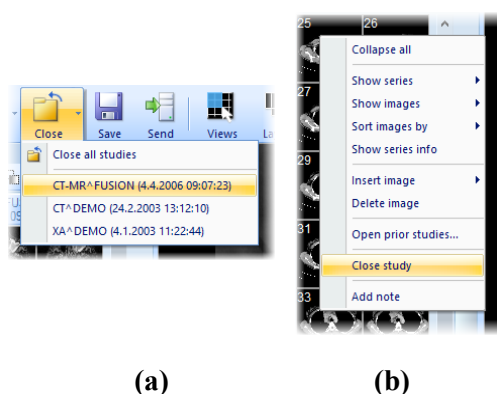 Close
Save
Send
Views
La
Close all studies
CT-MR^FUSION (4.4.2006 09:07:23)
CT^DEMO (24.2.2003 13:12:10)
XA^DEMO (4.1.2003 11:22:44)
FU
09
(a)
25
26
27
29
31
33
Collapse all
Show series
Show images
Sort images by
Show series info
Insert image
Delete image
Open prior studies...
Close study
Add note
(b)